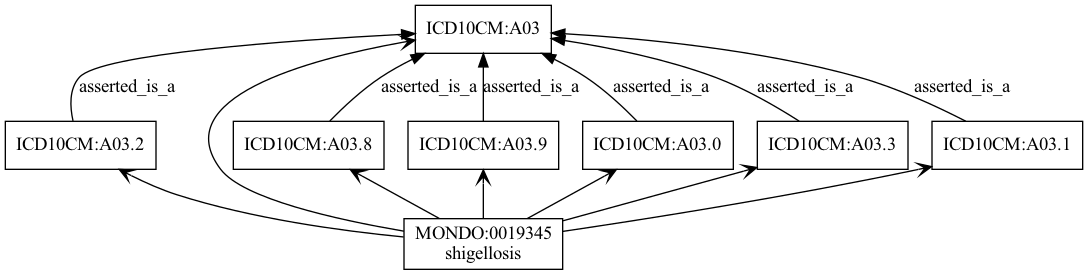 ICD10CM:A03
asserted_is_a
asserted_is_a
asserted_is_a
asserted_is_a
asserted_is_a
asserted_is_a
ICD10CM:A03.2
ICD10CM:A03.8
ICD10CM:A03.9
ICD10CM:A03.0
ICD10CM:A03.3
ICD10CM:A03.1
MONDO:0019345
shigellosis